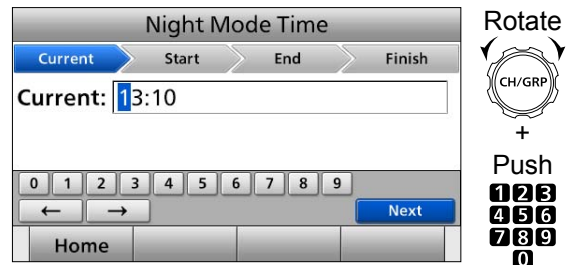 Night Mode Time
Current Start End Finish
Current: 13:10
0 1 2 3 4 5 6 7 8 9
← → Next
Home
Rotate
CH/GRP
+
Push
1 2 3
4 5 6
7 8 9
0